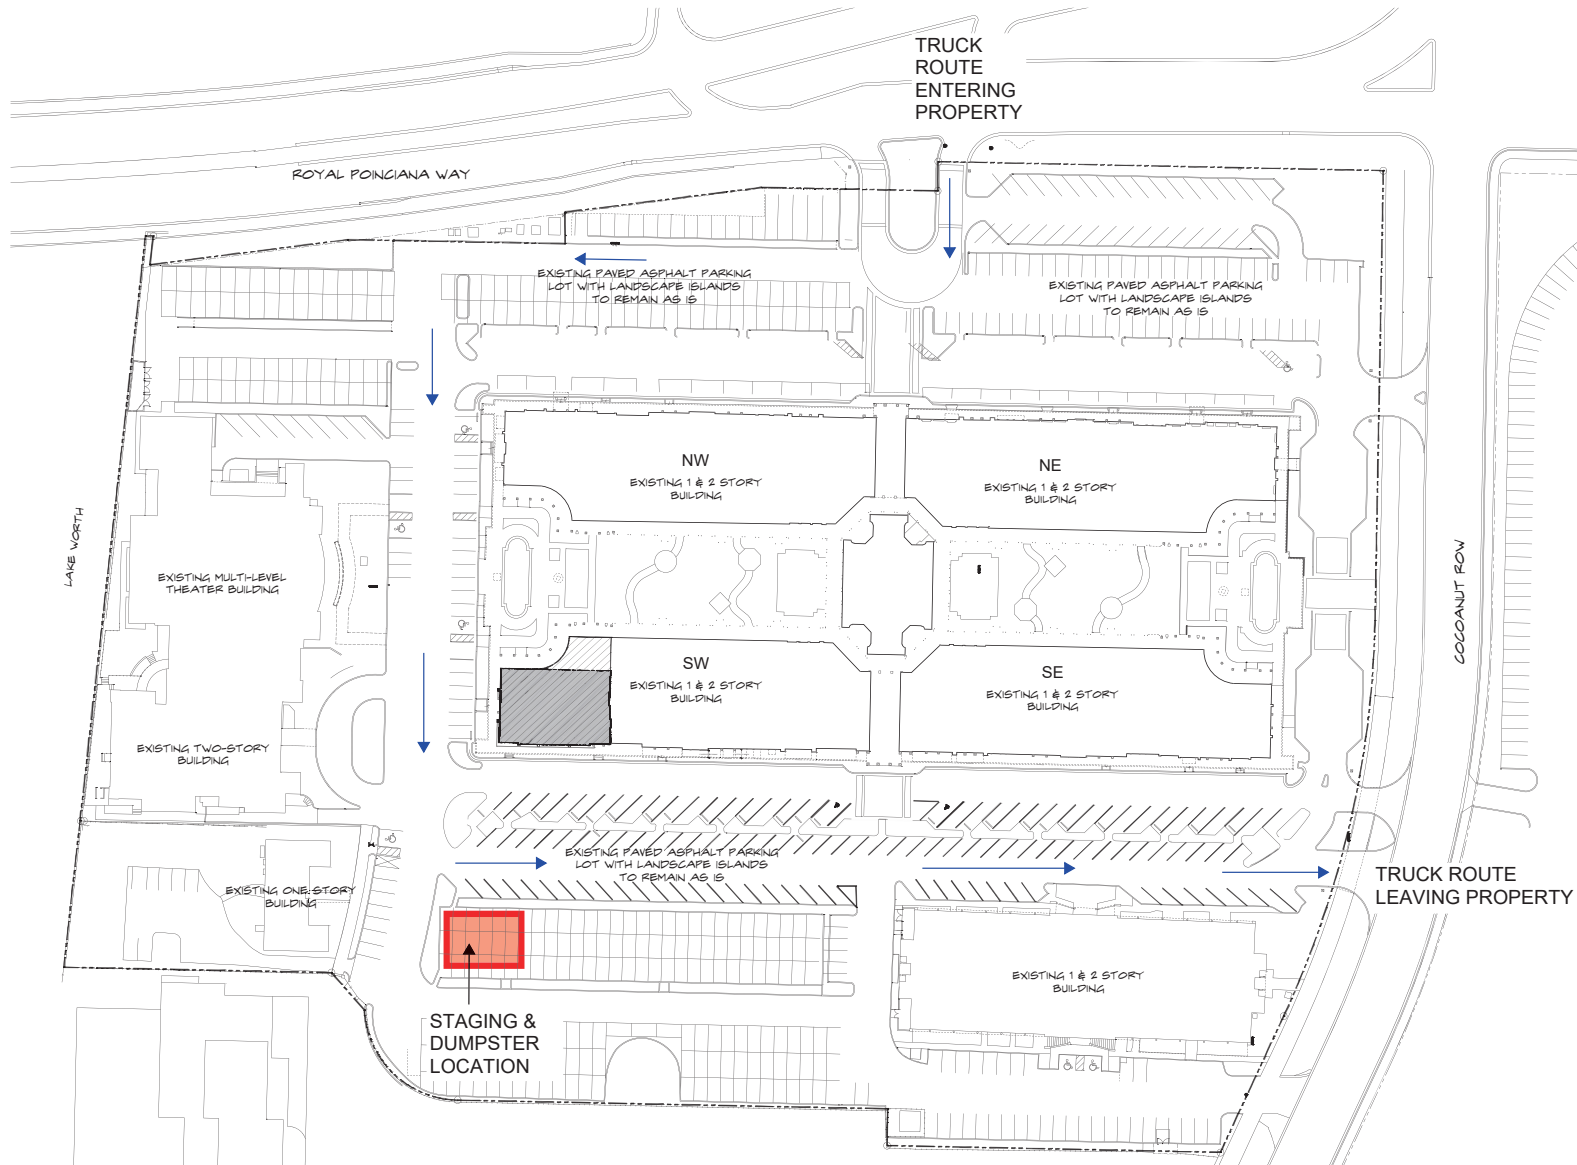 TRUCK
ROUTE
ENTERING
PROPERTY
ROYAL POINCIANA WAY
EXISTING PAVED ASPHALT PARKING
LOT WITH LANDSCAPE ISLANDS
TO REMAIN AS IS
EXISTING PAVED ASPHALT PARKING
LOT WITH LANDSCAPE ISLANDS
TO REMAIN AS IS
NW
EXISTING 1 & 2 STORY
BUILDING
NE
EXISTING 1 & 2 STORY
BUILDING
LAKE WORTH
EXISTING MULTI-LEVEL
THEATER BUILDING
COCOANUT ROW
SW
EXISTING 1 & 2 STORY
BUILDING
SE
EXISTING 1 & 2 STORY
BUILDING
EXISTING TWO-STORY
BUILDING
EXISTING PAVED ASPHALT PARKING
LOT WITH LANDSCAPE ISLANDS
TO REMAIN AS IS
TRUCK ROUTE
LEAVING PROPERTY
EXISTING ONE-STORY
BUILDING
EXISTING 1 & 2 STORY
BUILDING
STAGING &
DUMPSTER
LOCATION